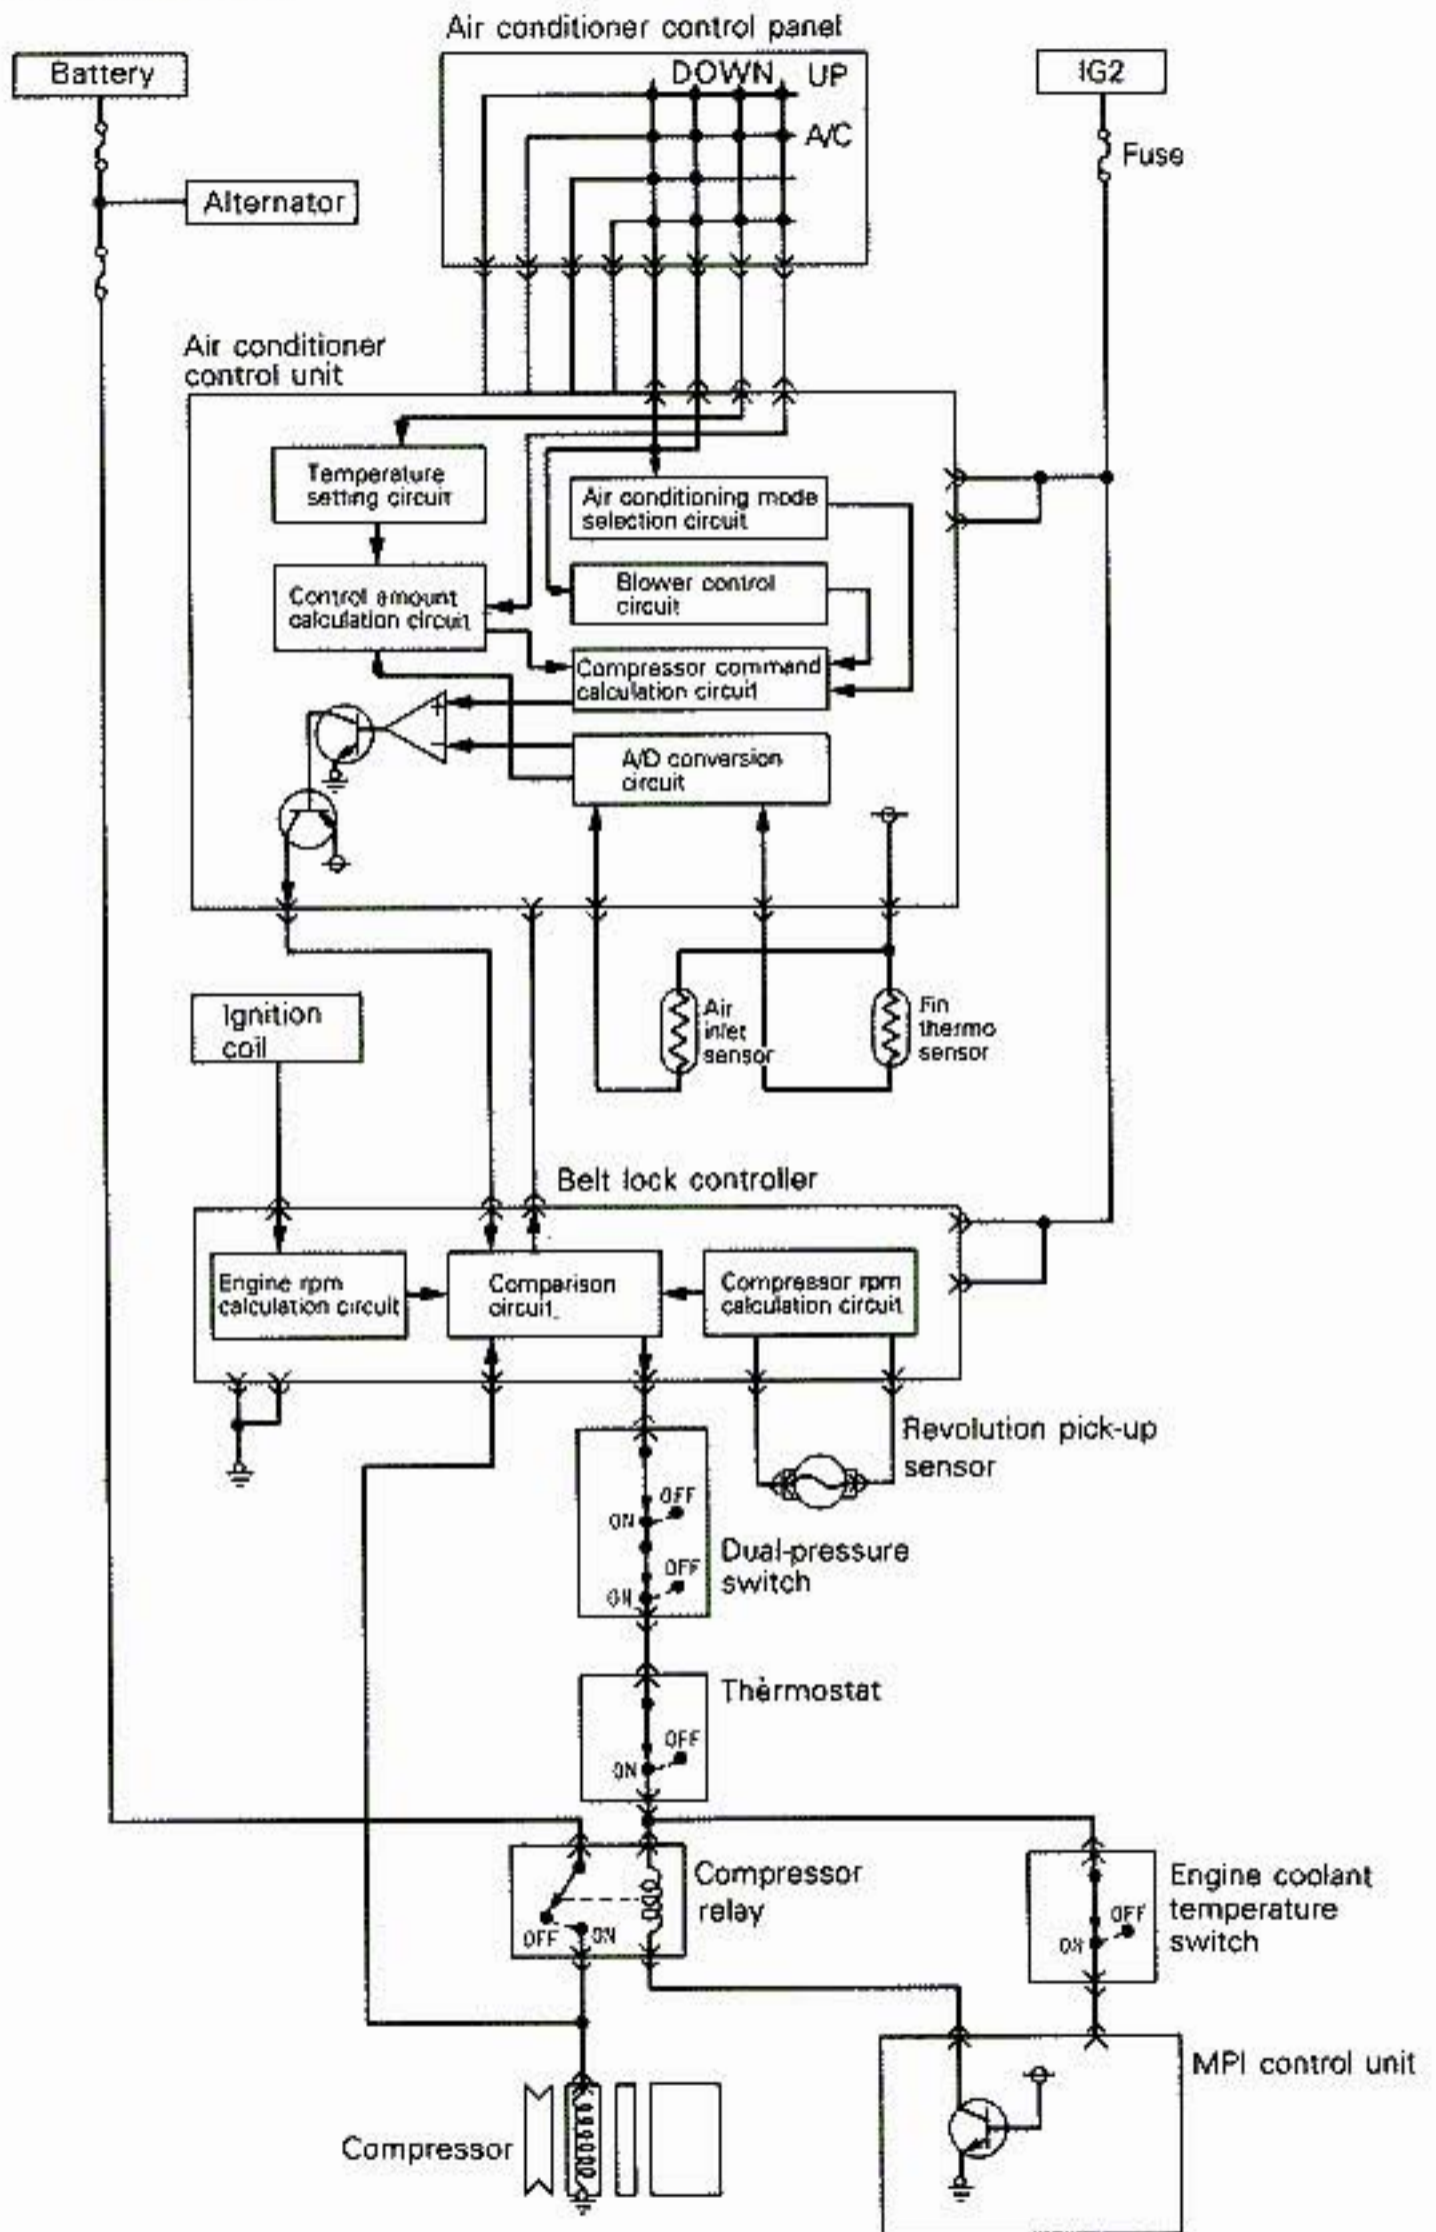 Air conditioner control panel
Battery
DOWN
UP
IG2
A/C
Fuse
Alternator
Air conditioner
control unit
Temperature
setting circuit
Air conditioning mode
selection circuit
Blower control
circuit
Control amount
calculation circuit
Compressor command
calculation circuit
+
−
A/D conversion
circuit
Ignition
coil
Air
inlet
sensor
Fin
thermo
sensor
Belt lock controller
Engine rpm
calculation circuit
Comparison
circuit
Compressor rpm
calculation circuit
Revolution pick-up
sensor
OFF
ON
OFF
ON
Dual-pressure
switch
Thermostat
OFF
ON
Compressor
relay
OFF
ON
Engine coolant
temperature
switch
OFF
ON
MPI control unit
Compressor